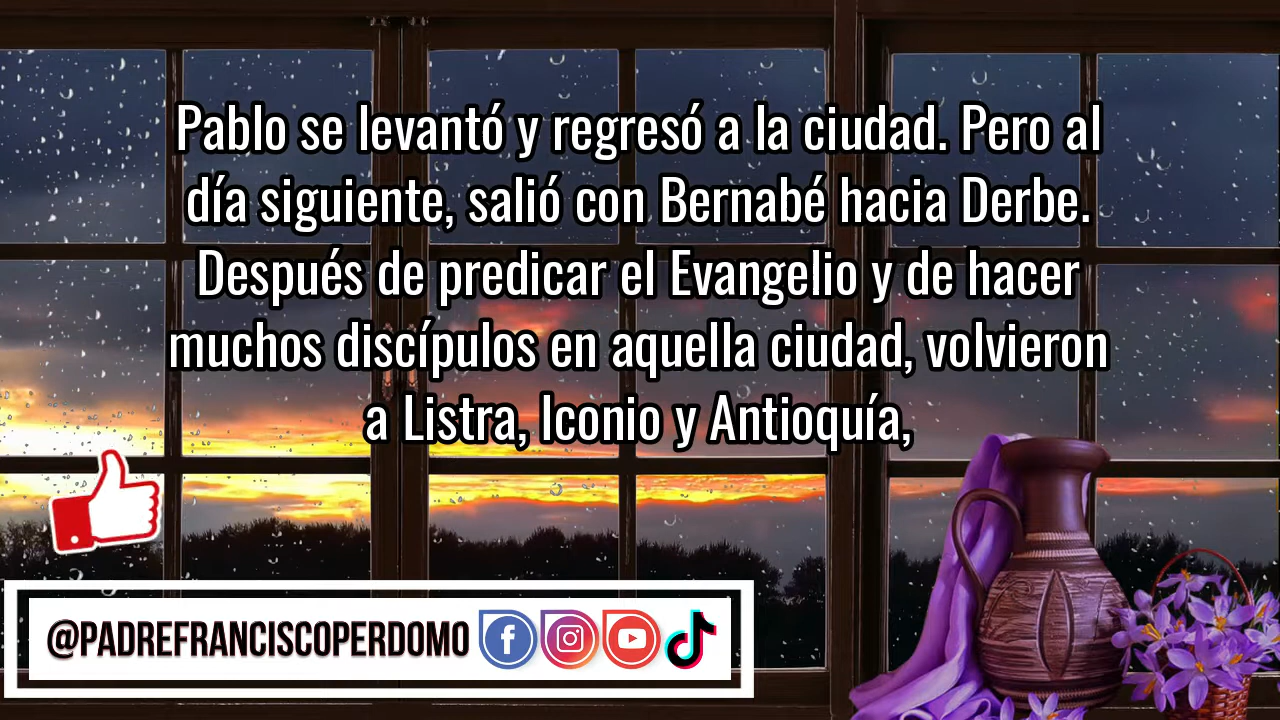 Pablo se levantó y regresó a la ciudad. Pero al
día siguiente, salió con Bernabé hacia Derbe.
Después de predicar el Evangelio y de hacer
muchos discípulos en aquella ciudad, volvieron
a Listra, Iconio y Antioquía,
@PADREFRANCISCOPERDOMO